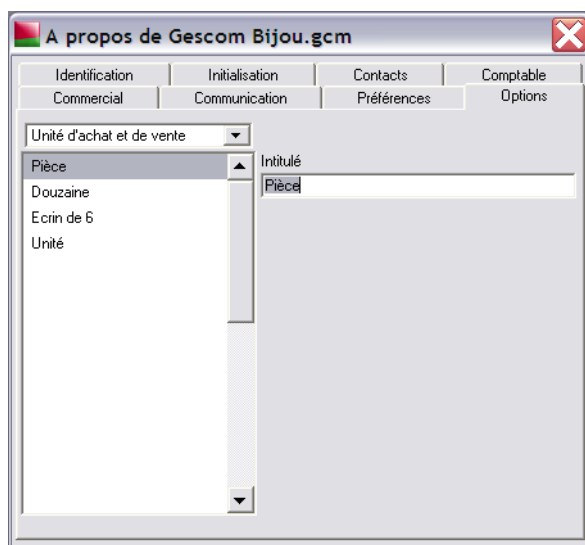 A propos de Gescom Bijou.gcm
Identification Initialisation Contacts Comptable
Commercial Communication Préférences Options
Unité d'achat et de vente
Pièce
Douzaine
Ecrin de 6
Unité
Intitulé
Pièce